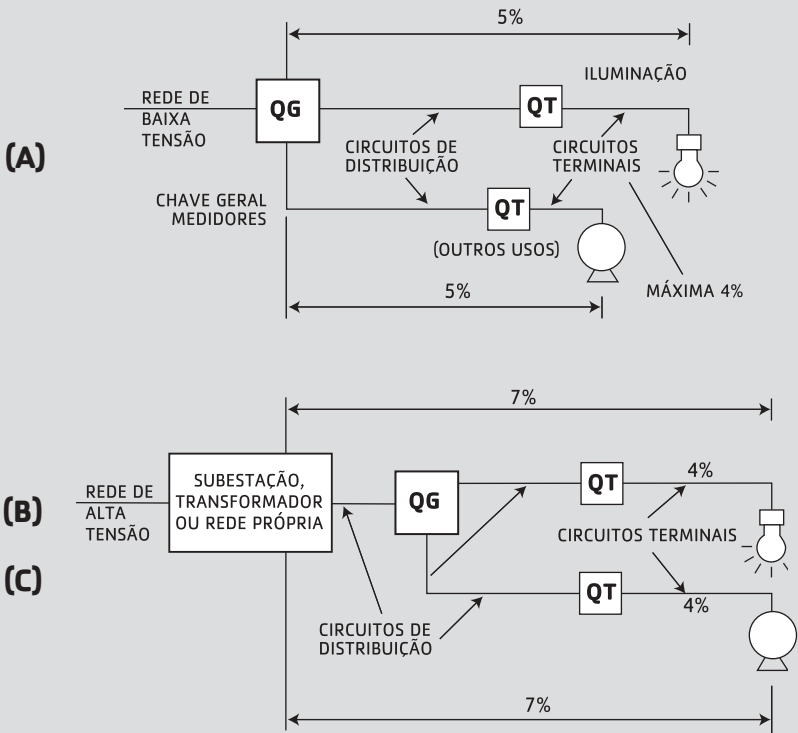 5%
ILUMINAÇÃO
REDE DE
BAIXA
TENSÃO
QG
QT
(A)
CIRCUITOS DE
DISTRIBUIÇÃO
CIRCUITOS
TERMINAIS
CHAVE GERAL
MEDIDORES
QT
(OUTROS USOS)
5%
MÁXIMA 4%
7%
SUBESTAÇÃO,
TRANSFORMADOR
OU REDE PRÓPRIA
QG
QT
4%
REDE DE
ALTA
TENSÃO
(B)
CIRCUITOS TERMINAIS
(C)
QT
4%
CIRCUITOS DE
DISTRIBUIÇÃO
7%